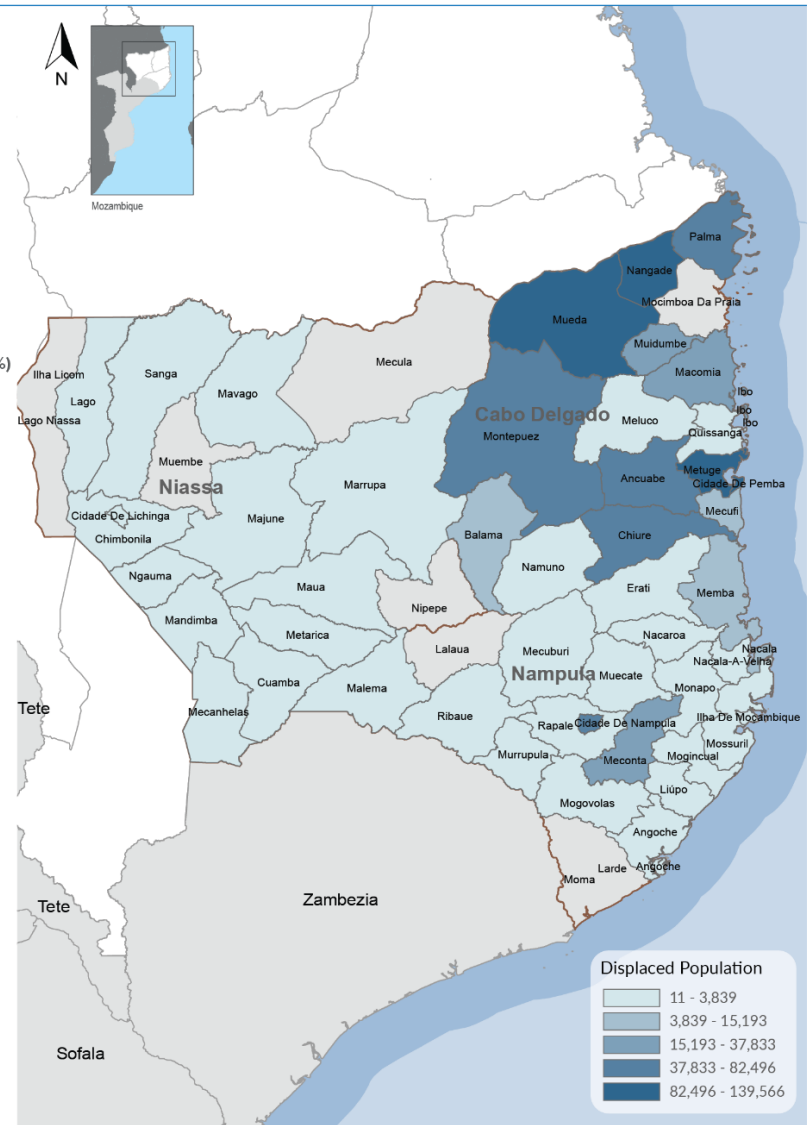 N
Mozambique
Palma
Nangade
Mocimboa Da Praia
Mueda
Muidumbe
Mecula
%)
Ilha Licom
Sanga
Mavago
Macomia
Lago
Ibo
Cabo Delgado
Ibo
Lago Niassa
Meluco
Ibo
Montepuez
Quissanga
Muembe
Metuge
Niassa
Marrupa
Ancuabe
Cidade De Pemba
Mecufi
Cidade De Lichinga
Majune
Balama
Chiure
Chimbonila
Namuno
Ngauma
Maua
Erati
Memba
Nipepe
Mandimba
Metarica
Nacaroa
Lalaua
Mecuburi
Nacala
Nacala-A-Velha
Nampula
Muecate
Cuamba
Malema
Monapo
Tete
Mecanhelas
Ribaue
Ilha De Moçambique
Rapale
Cidade De Nampula
Mossuril
Murrupula
Mogincual
Meconta
Liúpo
Mogovolas
Angoche
Larde
Angoche
Moma
Zambezia
Tete
Sofala
Displaced Population
11 - 3,839
3,839 - 15,193
15,193 - 37,833
37,833 - 82,496
82,496 - 139,566